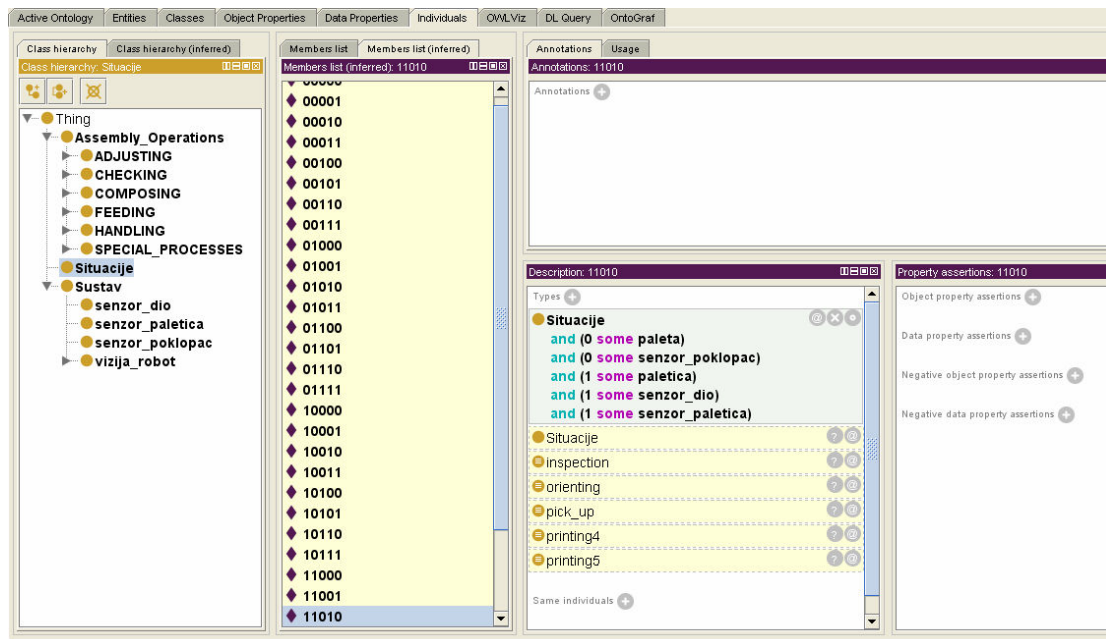 Active Ontology Entities Classes Object Properties Data Properties Individuals OWLViz DL Query OntoGraf
Class hierarchy Class hierarchy (inferred)
Class hierarchy: Situacije
Thing
Assembly_Operations
ADJUSTING
CHECKING
COMPOSING
FEEDING
HANDLING
SPECIAL_PROCESSES
Situacije
Sustav
senzor_dio
senzor_paletica
senzor_poklopac
vizija_robot
Members list Members list (inferred)
Members list (inferred): 11010
00000
00001
00010
00011
00100
00101
00110
00111
01000
01001
01010
01011
01100
01101
01110
01111
10000
10001
10010
10011
10100
10101
10110
10111
11000
11001
11010
Annotations Usage
Annotations: 11010
Annotations
Description: 11010
Types
Situacije
and (0 some paleta)
and (0 some senzor_poklopac)
and (1 some paletica)
and (1 some senzor_dio)
and (1 some senzor_paletica)
Situacije
inspection
orienting
pick_up
printing4
printing5
Same individuals
Property assertions: 11010
Object property assertions
Data property assertions
Negative object property assertions
Negative data property assertions